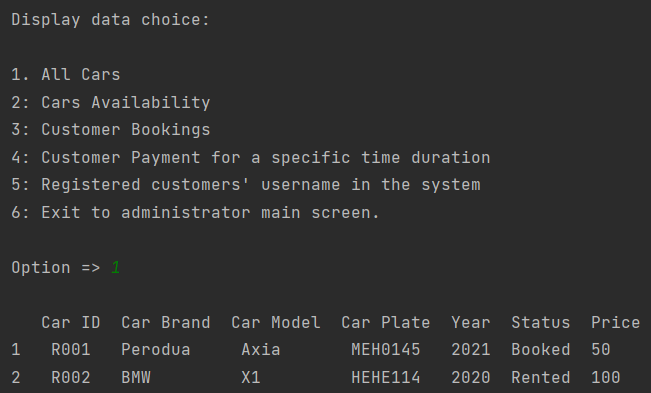 Display data choice:
1. All Cars
2: Cars Availability
3: Customer Bookings
4: Customer Payment for a specific time duration
5: Registered customers' username in the system
6: Exit to administrator main screen.
Option => 1
Car ID Car Brand Car Model Car Plate Year Status Price
1 R001 Perodua Axia MEH0145 2021 Booked 50
2 R002 BMW X1 HEHE114 2020 Rented 100